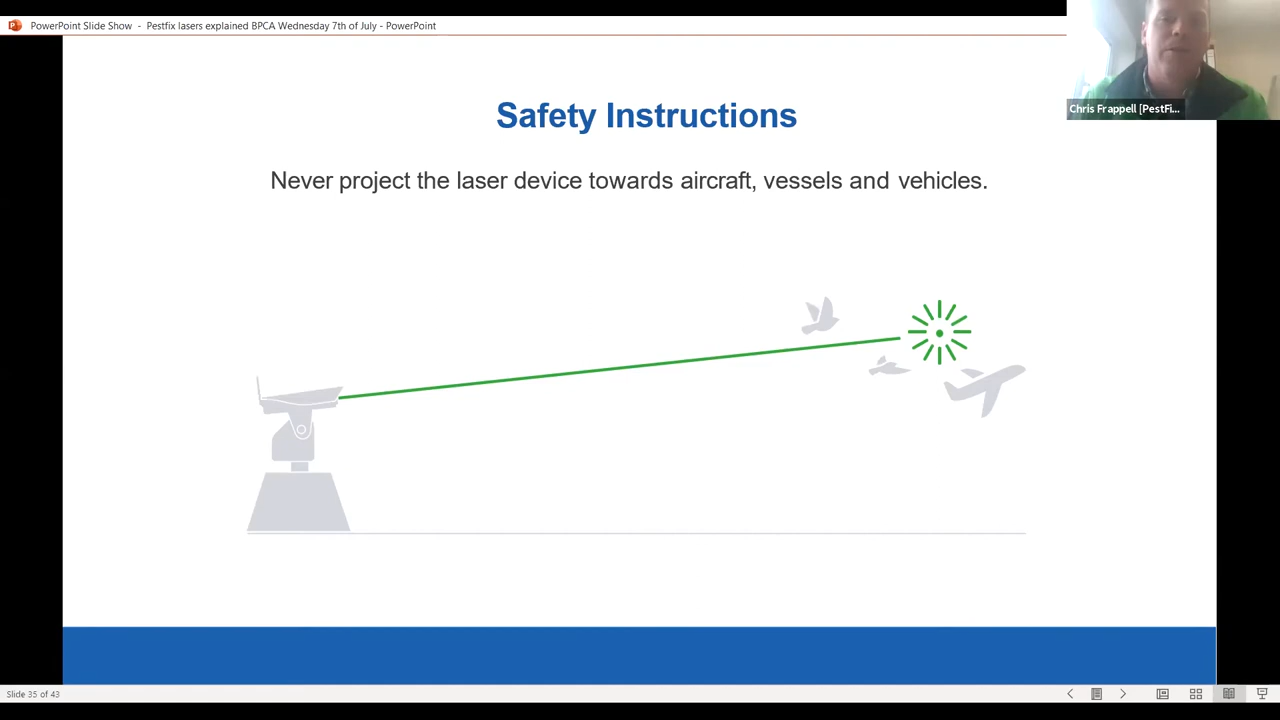 PowerPoint Slide Show - Pestfix lasers explained BPCA Wednesday 7th of July - PowerPoint
Chris Frappell [PestFi...
Safety Instructions
Never project the laser device towards aircraft, vessels and vehicles.
Slide 35 of 43